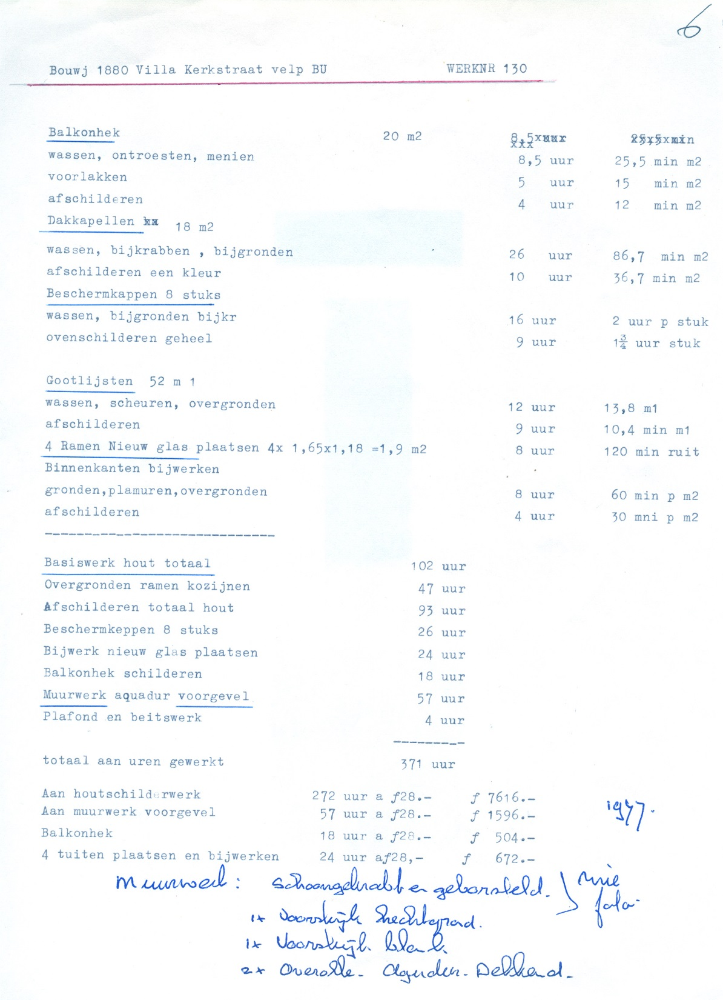 6
Bouwj 1880 Villa Kerkstraat velp BU WERKNR 130
Balkonhek 20 m2 8,5xuur 25,5xmin
wassen, ontroesten, menien 8,5 uur 25,5 min m2
voorlakken 5 uur 15 min m2
afschilderen 4 uur 12 min m2
Dakkapellen xx 18 m2
wassen, bijkrabben , bijgronden 26 uur 86,7 min m2
afschilderen een kleur 10 uur 36,7 min m2
Beschermkappen 8 stuks
wassen, bijgronden bijkr 16 uur 2 uur p stuk
ovenschilderen geheel 9 uur 1¾ uur stuk
Gootlijsten 52 m 1
wassen, scheuren, overgronden 12 uur 13,8 m1
afschilderen 9 uur 10,4 min m1
4 Ramen Nieuw glas plaatsen 4x 1,65x1,18 =1,9 m2 8 uur 120 min ruit
Binnenkanten bijwerken
gronden,plamuren,overgronden 8 uur 60 min p m2
afschilderen 4 uur 30 mni p m2
-----------------------------
Basiswerk hout totaal 102 uur
Overgronden ramen kozijnen 47 uur
Afschilderen totaal hout 93 uur
Beschermkeppen 8 stuks 26 uur
Bijwerk nieuw glas plaatsen 24 uur
Balkonhek schilderen 18 uur
Muurwerk aquadur voorgevel 57 uur
Plafond en beitswerk 4 uur
---------
totaal aan uren gewerkt 371 uur
Aan houtschilderwerk 272 uur a ƒ28.- ƒ 7616.-
Aan muurwerk voorgevel 57 uur a ƒ28.- ƒ 1596.-
1977.
Balkonhek 18 uur a ƒ28.- ƒ 504.-
4 tuiten plaatsen en bijwerken 24 uur aƒ28,- ƒ 672.-
Muurwerk: schoongekrabt en geborsteld.
1x Voorstrijk hechtgrond.
1x Voorstrijk blank.
2x Dekkend.